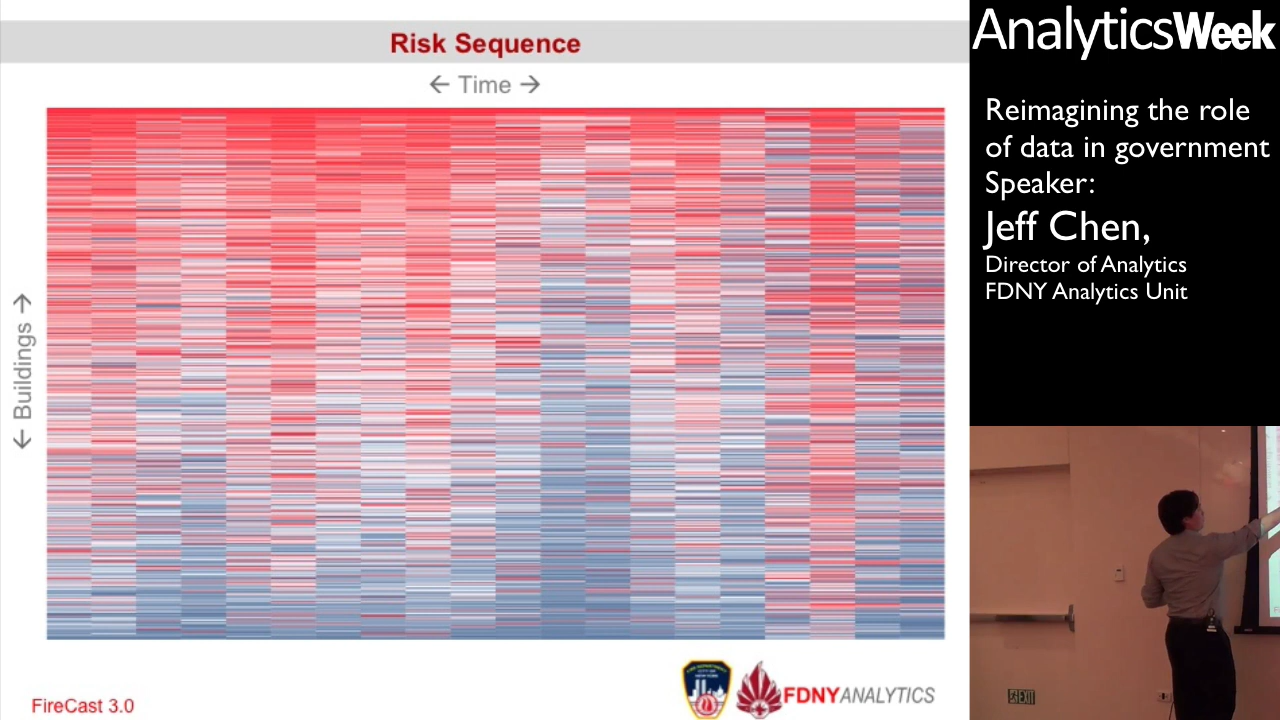 Risk Sequence
← Time →
← Buildings →
FireCast 3.0
FDNYANALYTICS
AnalyticsWeek
Reimagining the role
of data in government
Speaker:
Jeff Chen,
Director of Analytics
FDNY Analytics Unit
EXIT